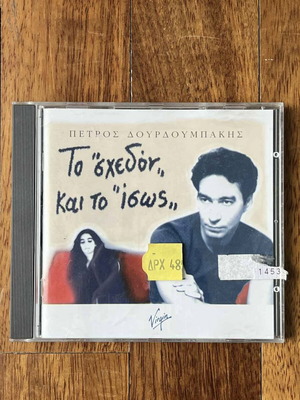 ΠΕΤΡΟΣ ΔΟΥΡΔΟΥΜΠΑΚΗΣ
Το "σχεδόν„
και το "ίσως„
ΔΡΧ 48
1453
Virgin